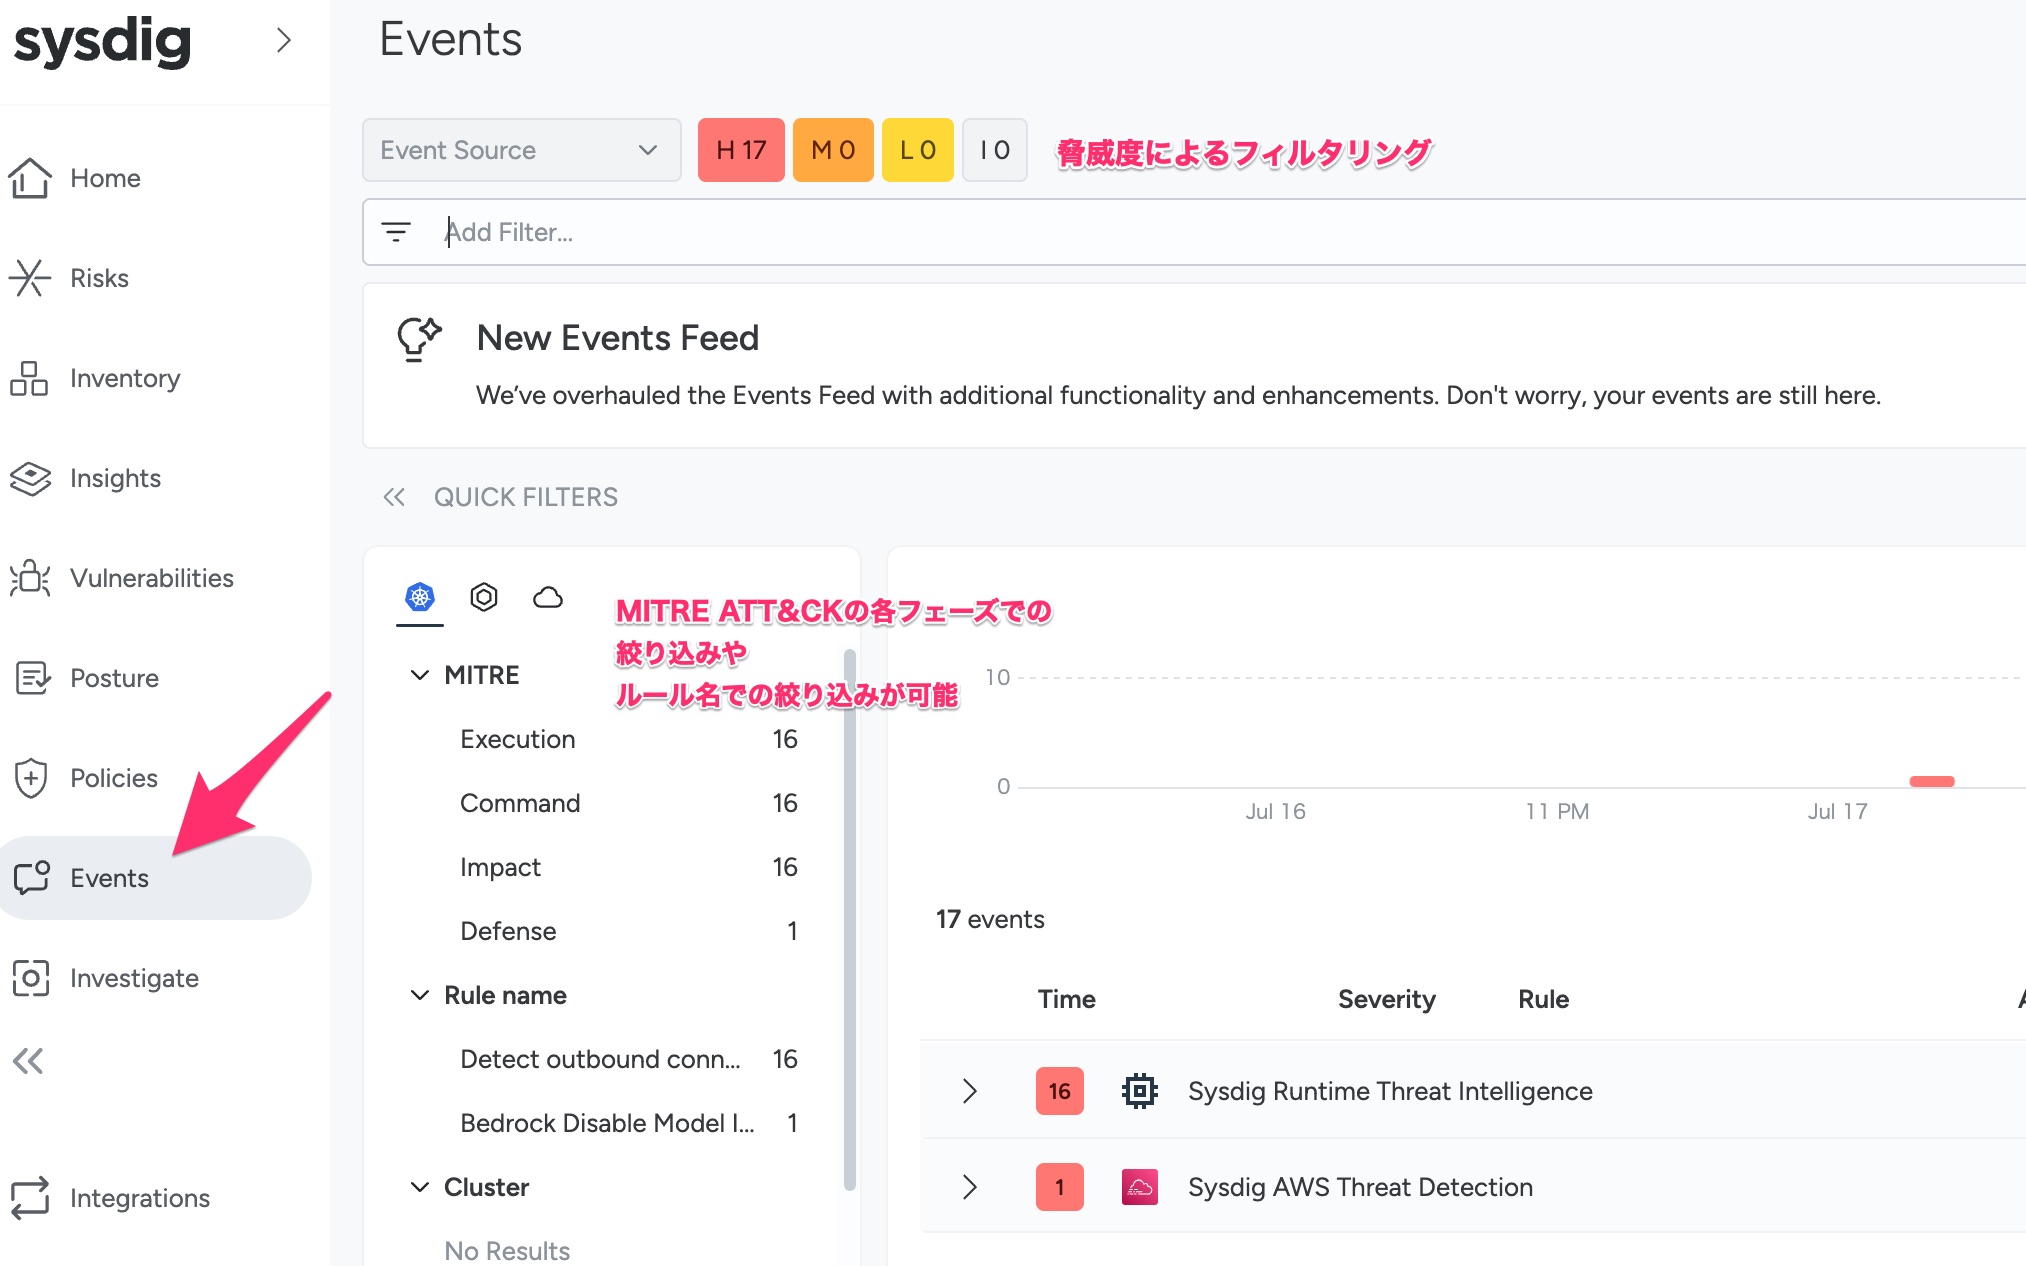 sysdig
Home
Risks
Inventory
Insights
Vulnerabilities
Posture
Policies
Events
Investigate
Integrations
Events
Event Source
H 17
M 0
L 0
I 0
脅威度によるフィルタリング
Add Filter...
New Events Feed
We've overhauled the Events Feed with additional functionality and enhancements. Don't worry, your events are still here.
QUICK FILTERS
MITRE ATT&CKの各フェーズでの
絞り込みや
ルール名での絞り込みが可能
MITRE
Execution 16
Command 16
Impact 16
Defense 1
Rule name
Detect outbound conn... 16
Bedrock Disable Model I... 1
Cluster
No Results
10
0
Jul 16 11 PM Jul 17
17 events
Time Severity Rule
16 Sysdig Runtime Threat Intelligence
1 Sysdig AWS Threat Detection